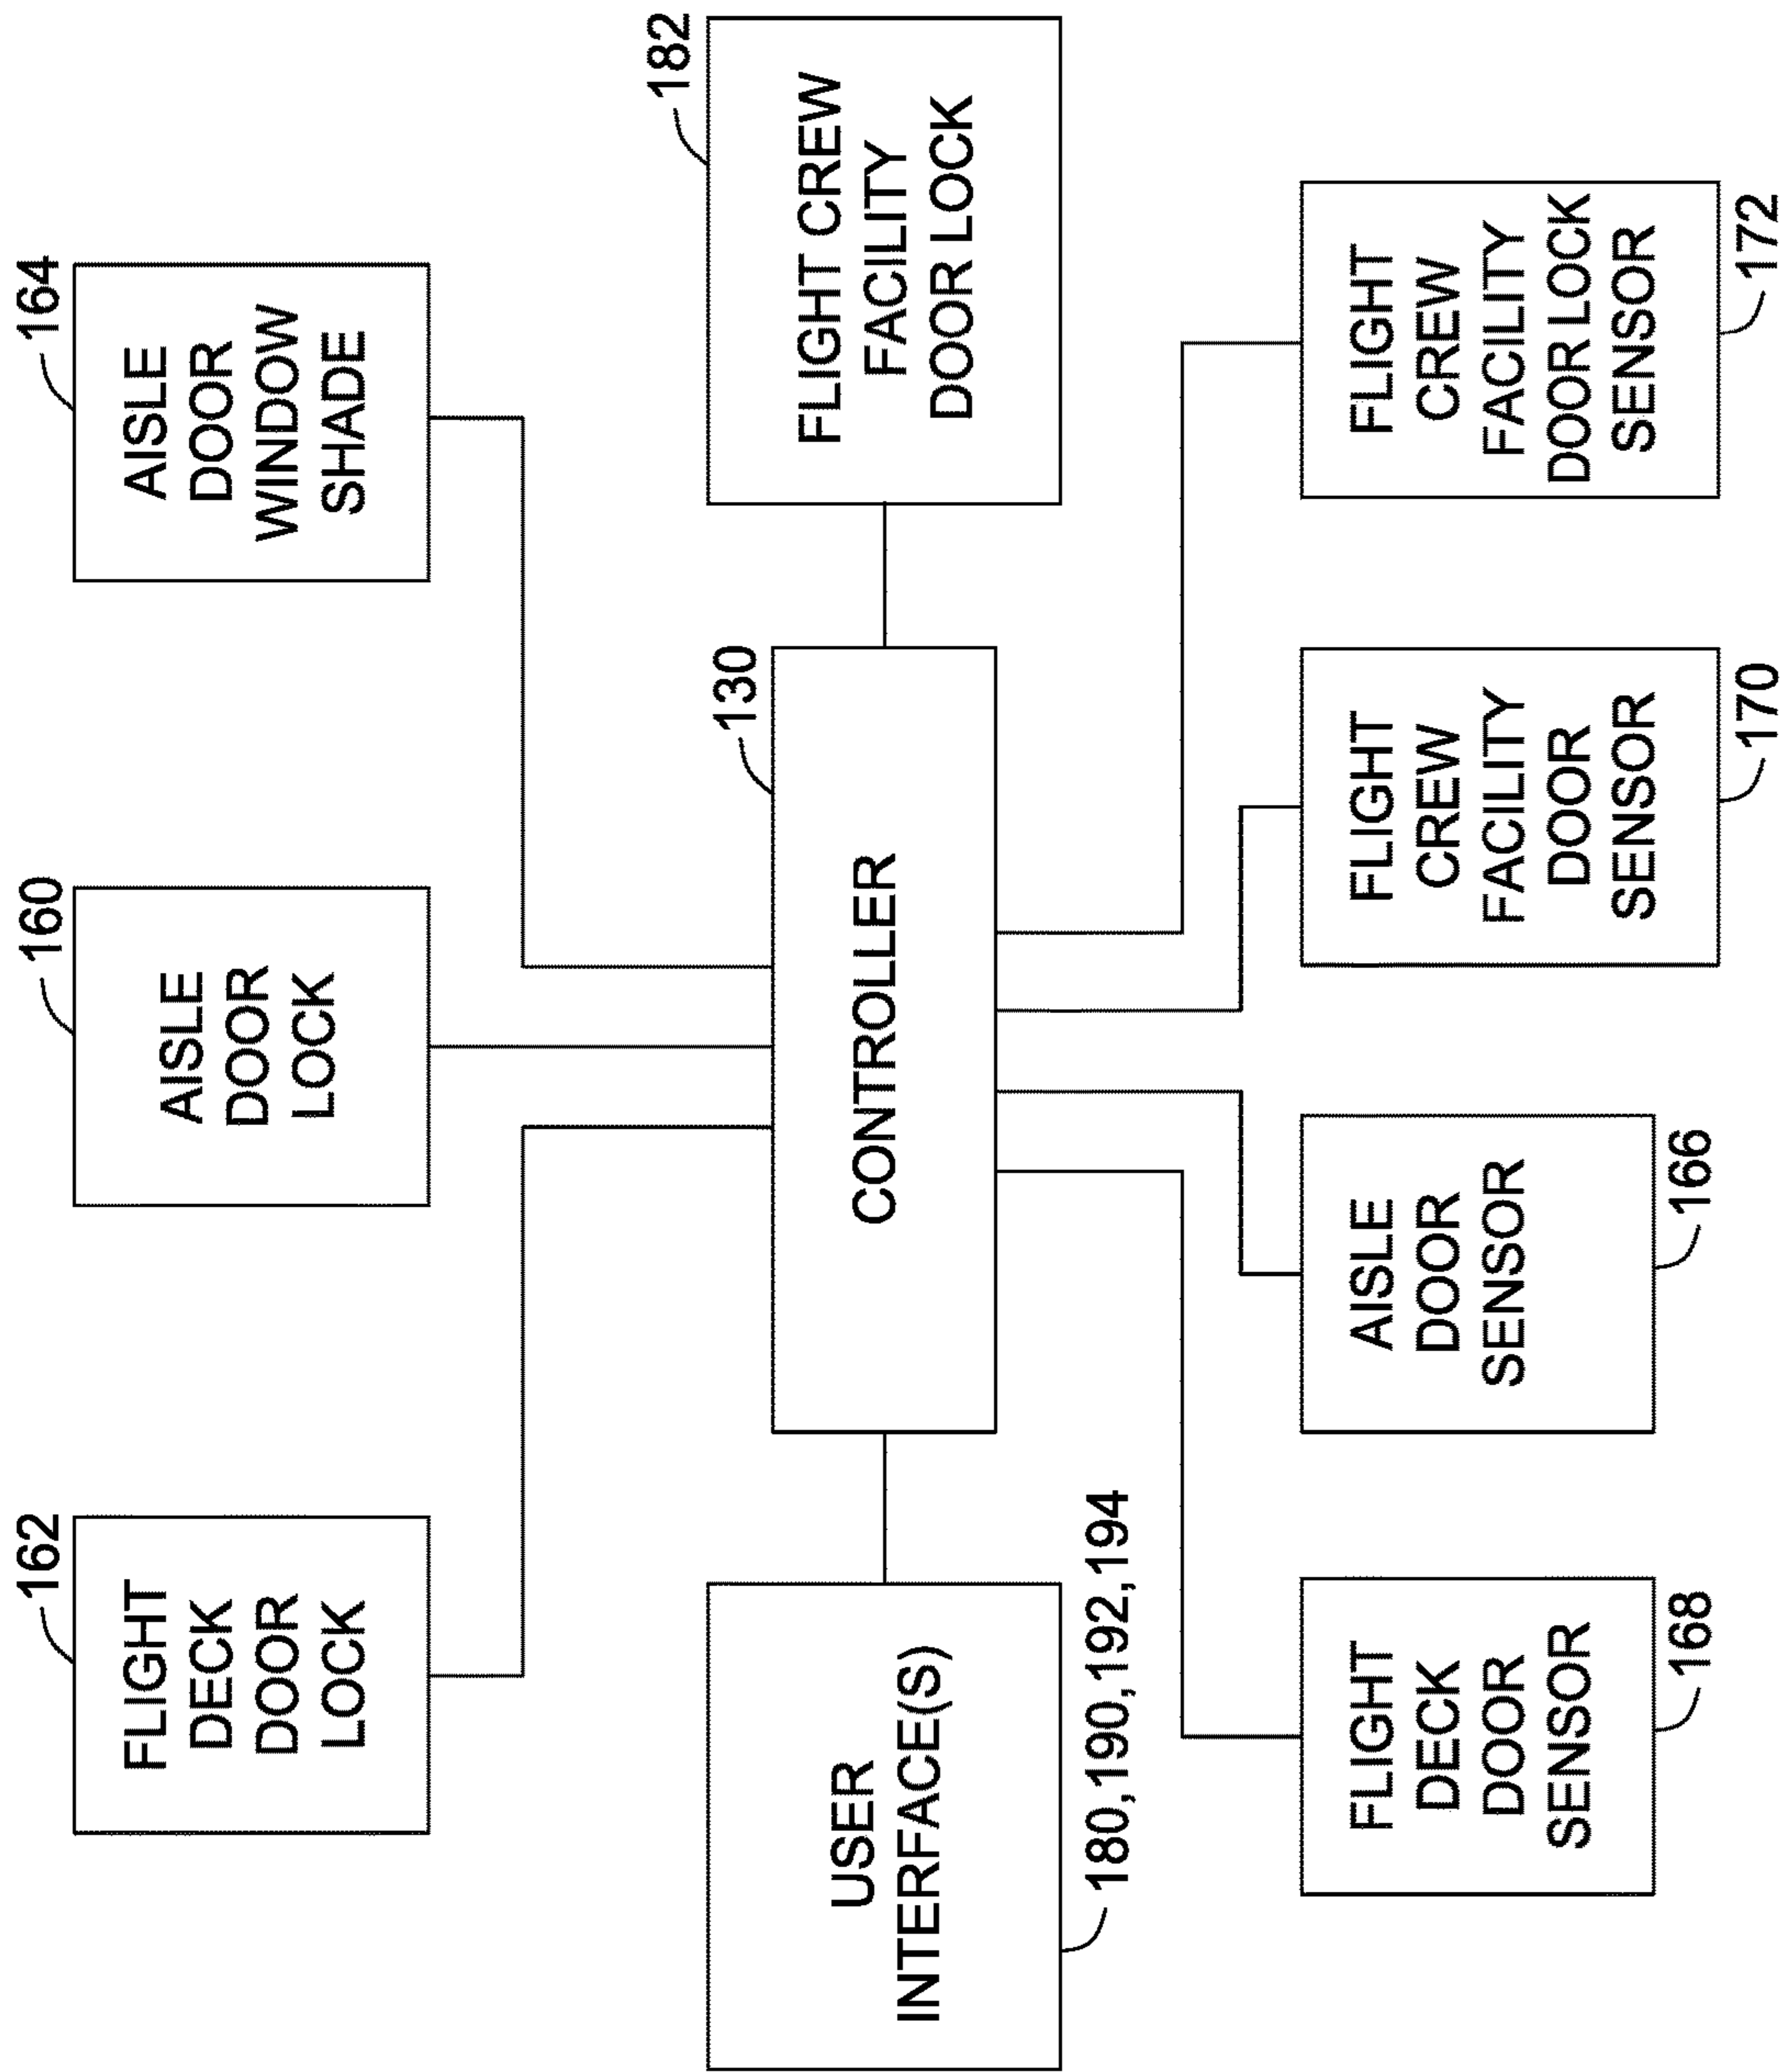 162
FLIGHT
DECK
DOOR
LOCK
160
AISLE
DOOR
LOCK
164
AISLE
DOOR
WINDOW
SHADE
USER
INTERFACE(S)
180,190,192,194
130
CONTROLLER
182
FLIGHT CREW
FACILITY
DOOR LOCK
FLIGHT
DECK
DOOR
SENSOR
168
AISLE
DOOR
SENSOR
166
FLIGHT
CREW
FACILITY
DOOR
SENSOR
170
FLIGHT
CREW
FACILITY
DOOR LOCK
SENSOR
172